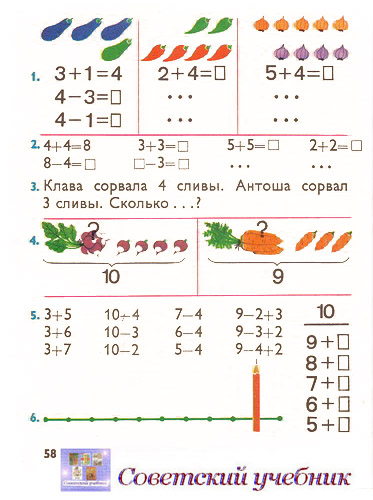 1. 3+1=4 2+4=□ 5+4=□
4−3=□ ... ...
4−1=□ ... ...
2. 4+4=8 3+3=□ 5+5=□ 2+2=□
8−4=□ □−3=□ ... ...
3. Клава сорвала 4 сливы. Антоша сорвал
3 сливы. Сколько ...?
4. ? ?
10 9
5. 3+5 10−4 7−4 9−2+3 10
3+6 10−3 6−4 9−3+2 9+□
3+7 10−2 5−4 9−4+2 8+□
7+□
6+□
5+□
6.
58
Советский учебник